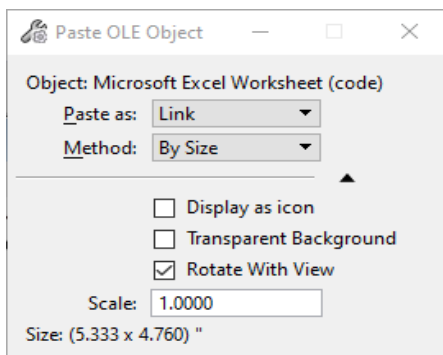 Paste OLE Object
Object: Microsoft Excel Worksheet (code)
Paste as: Link
Method: By Size
Display as icon
Transparent Background
Rotate With View
Scale: 1.0000
Size: (5.333 x 4.760) "